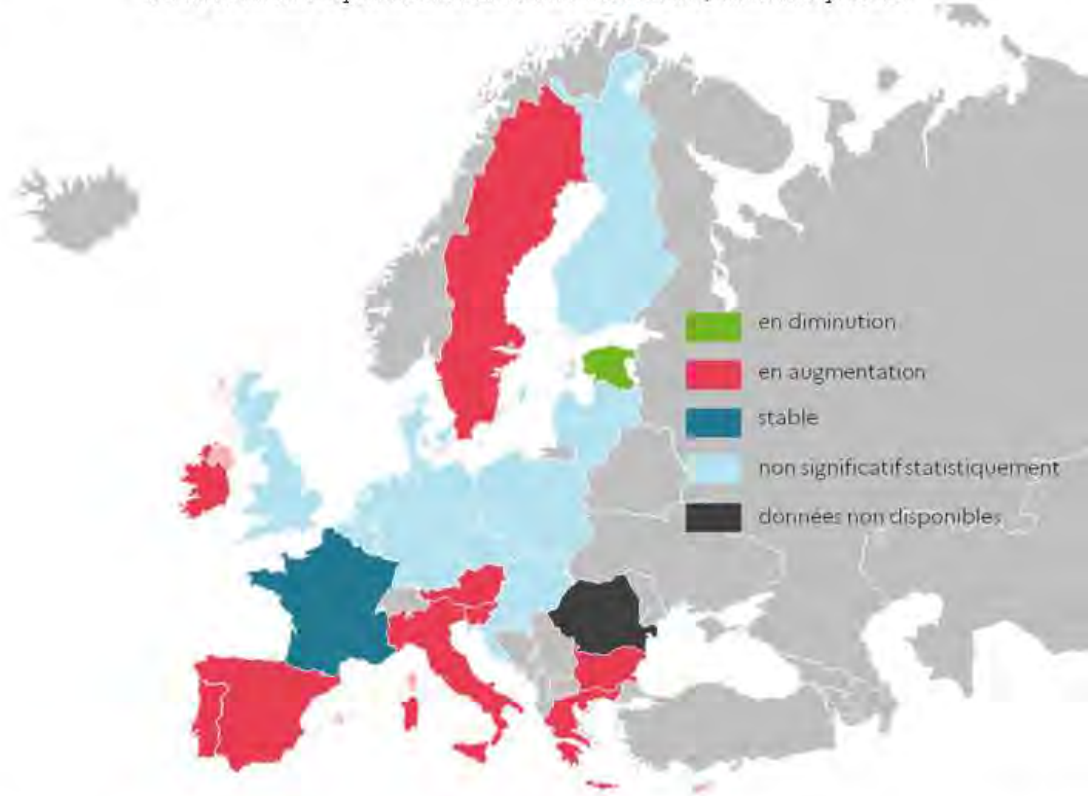 en diminution
en augmentation
stable
non significatif statistiquement
données non disponibles